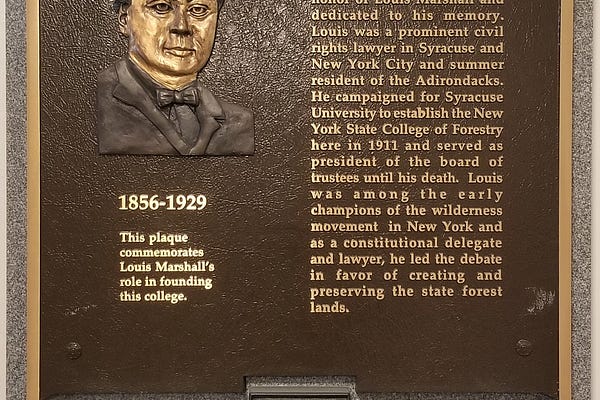 1856-1929
This plaque
commemorates
Louis Marshall's
role in founding
this college.
honor of Louis Marshall and
dedicated to his memory.
Louis was a prominent civil
rights lawyer in Syracuse and
New York City and summer
resident of the Adirondacks.
He campaigned for Syracuse
University to establish the New
York State College of Forestry
here in 1911 and served as
president of the board of
trustees until his death. Louis
was among the early
champions of the wilderness
movement in New York and
as a constitutional delegate
and lawyer, he led the debate
in favor of creating and
preserving the state forest
lands.